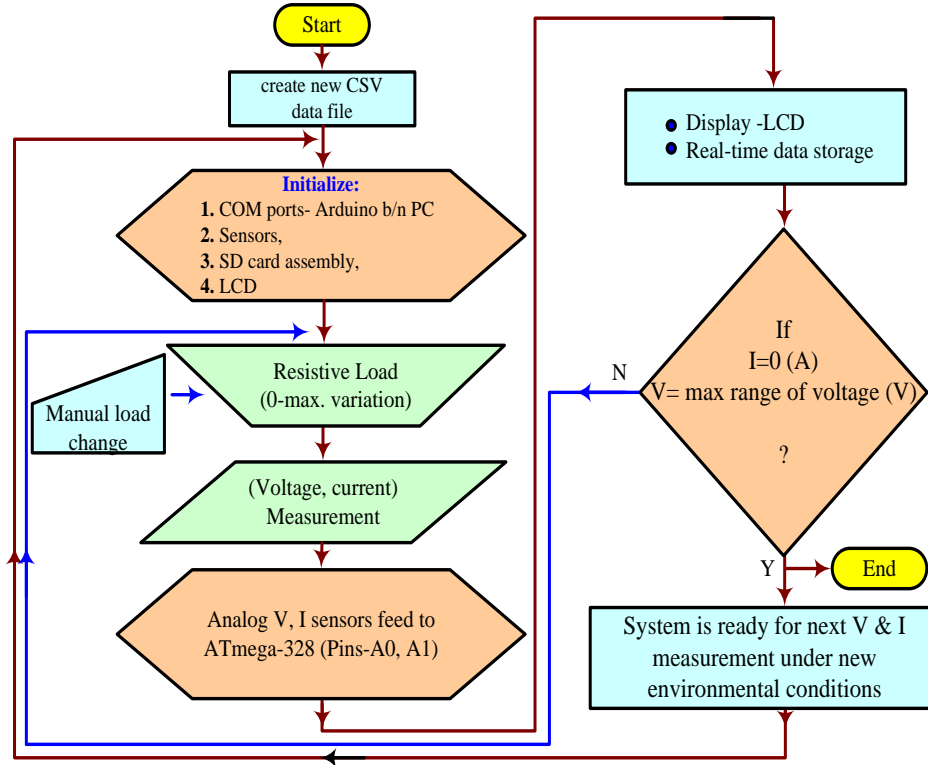 Start
create new CSV
data file
Initialize:
1. COM ports- Arduino b/n PC
2. Sensors,
3. SD card assembly,
4. LCD
Resistive Load
(0-max. variation)
Manual load
change
(Voltage, current)
Measurement
Analog V, I sensors feed to
ATmega-328 (Pins-A0, A1)
Display -LCD
Real-time data storage
If
I=0 (A)
V= max range of voltage (V)
?
N
Y
End
System is ready for next V & I
measurement under new
environmental conditions